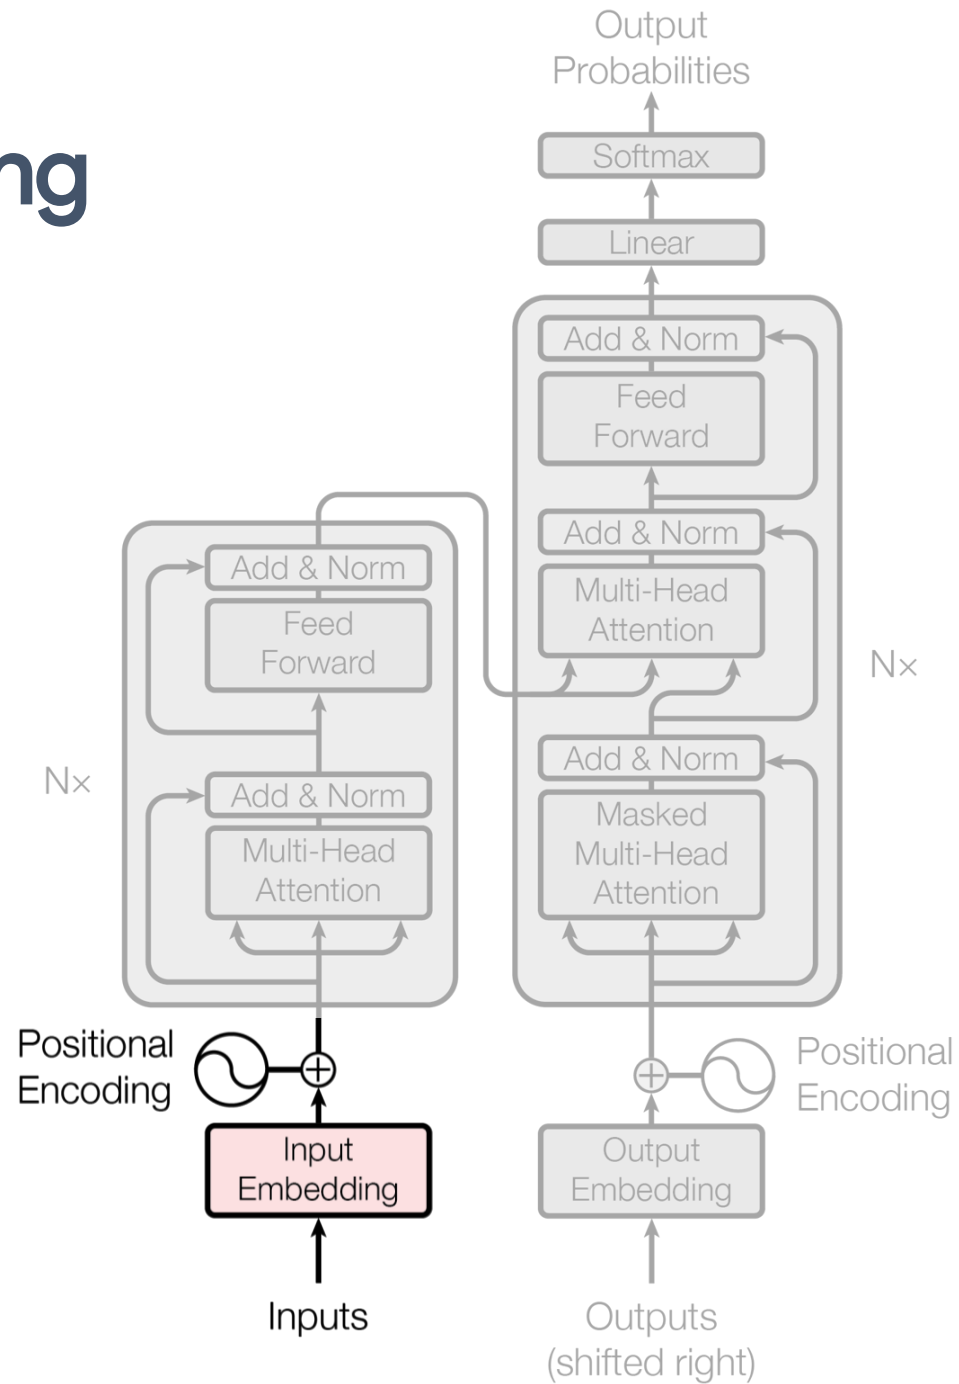 ng
Output
Probabilities
Softmax
Linear
Add & Norm
Feed
Forward
Add & Norm
Multi-Head
Attention
Add & Norm
Masked
Multi-Head
Attention
N×
Add & Norm
Feed
Forward
Add & Norm
Multi-Head
Attention
N×
Positional
Encoding
Input
Embedding
Inputs
Positional
Encoding
Output
Embedding
Outputs
(shifted right)